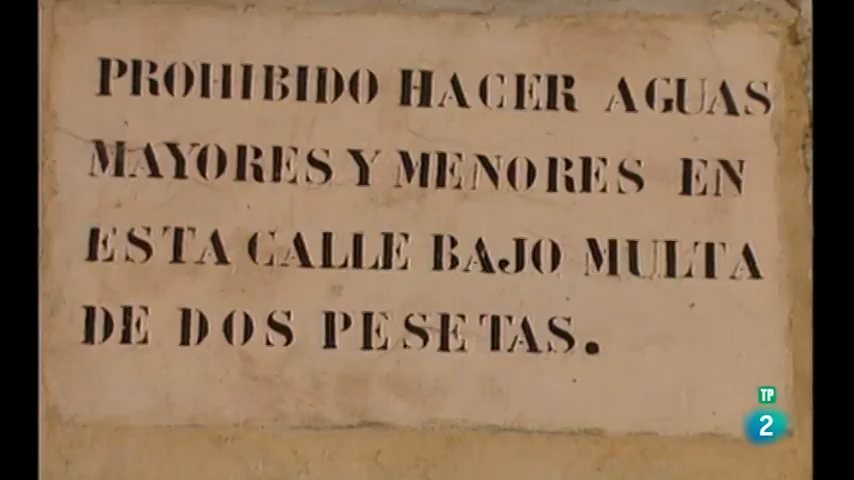 PROHIBIDO HACER AGUAS
MAYORES Y MENORES EN
ESTA CALLE BAJO MULTA
DE DOS PESETAS.
TP
2